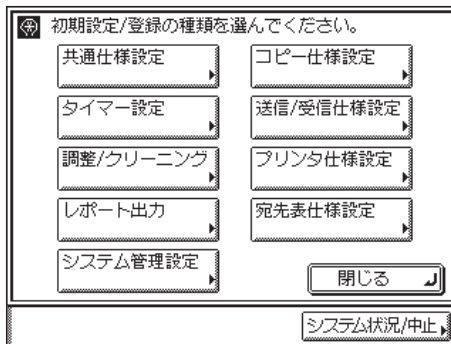 初期設定/登録の種類を選んでください。
共通仕様設定
コピー仕様設定
タイマー設定
送信/受信仕様設定
調整/クリーニング
プリンタ仕様設定
レポート出力
宛先表仕様設定
システム管理設定
閉じる
システム状況/中止